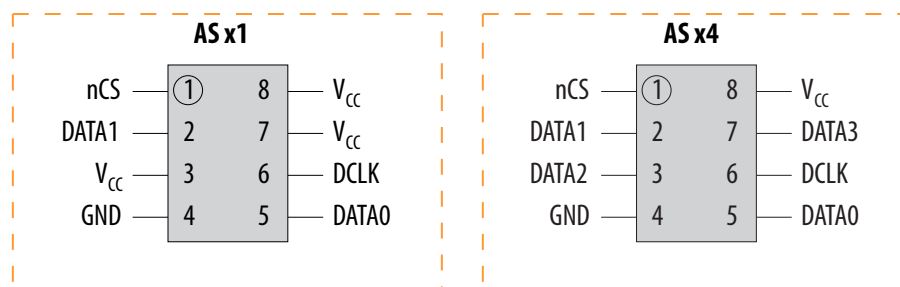 AS x1
nCS 1 8 VCC
DATA1 2 7 VCC
VCC 3 6 DCLK
GND 4 5 DATA0
AS x4
nCS 1 8 VCC
DATA1 2 7 DATA3
DATA2 3 6 DCLK
GND 4 5 DATA0